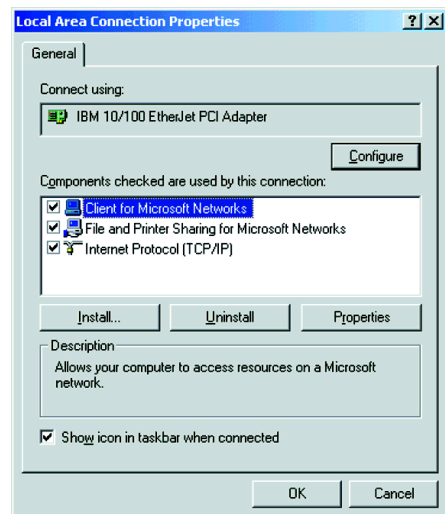 Local Area Connection Properties
General
Connect using:
IBM 10/100 EtherJet PCI Adapter
Configure
Components checked are used by this connection:
Client for Microsoft Networks
File and Printer Sharing for Microsoft Networks
Internet Protocol (TCP/IP)
Install...
Uninstall
Properties
Description
Allows your computer to access resources on a Microsoft
network.
Show icon in taskbar when connected
OK
Cancel